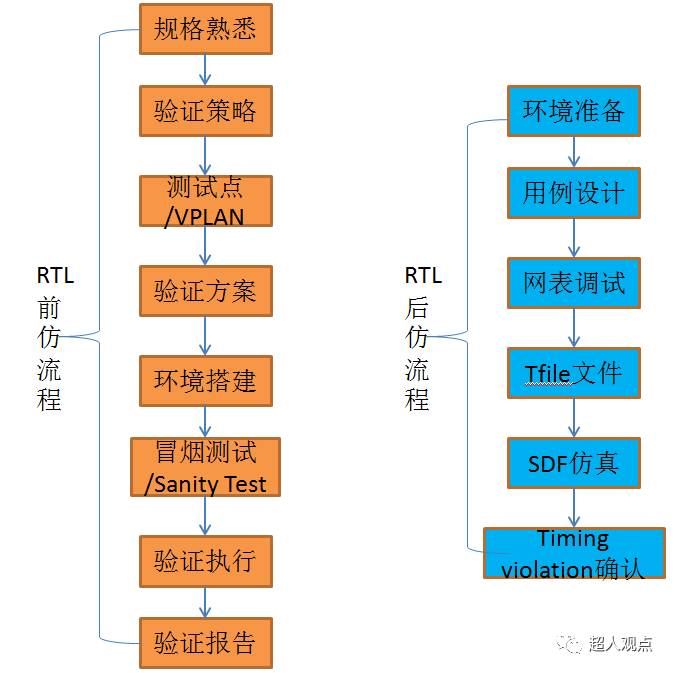 规格熟悉
验证策略
测试点
/VPLAN
验证方案
环境搭建
冒烟测试
/Sanity Test
验证执行
验证报告
RTL
前
仿
流
程
环境准备
用例设计
网表调试
Tfile文件
SDF仿真
Timing
violation确认
RTL
后
仿
流
程
超人观点